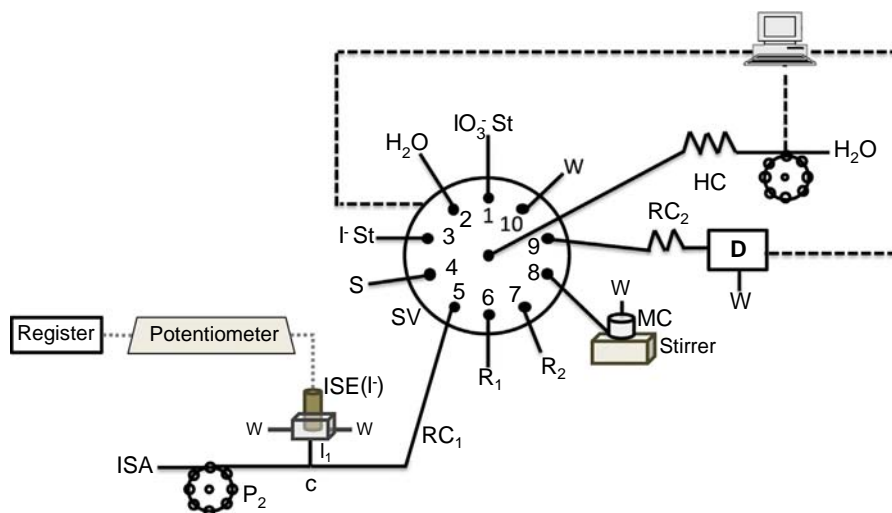 IO₃⁻ St
H₂O
W
HC
H₂O
RC₂
I⁻ St
3
2
1
10
9
D
S
4
8
W
W
SV
5
6
7
MC
Stirrer
R₁
R₂
Register
Potentiometer
ISE(I⁻)
W
W
RC₁
l₁
ISA
P₂
c